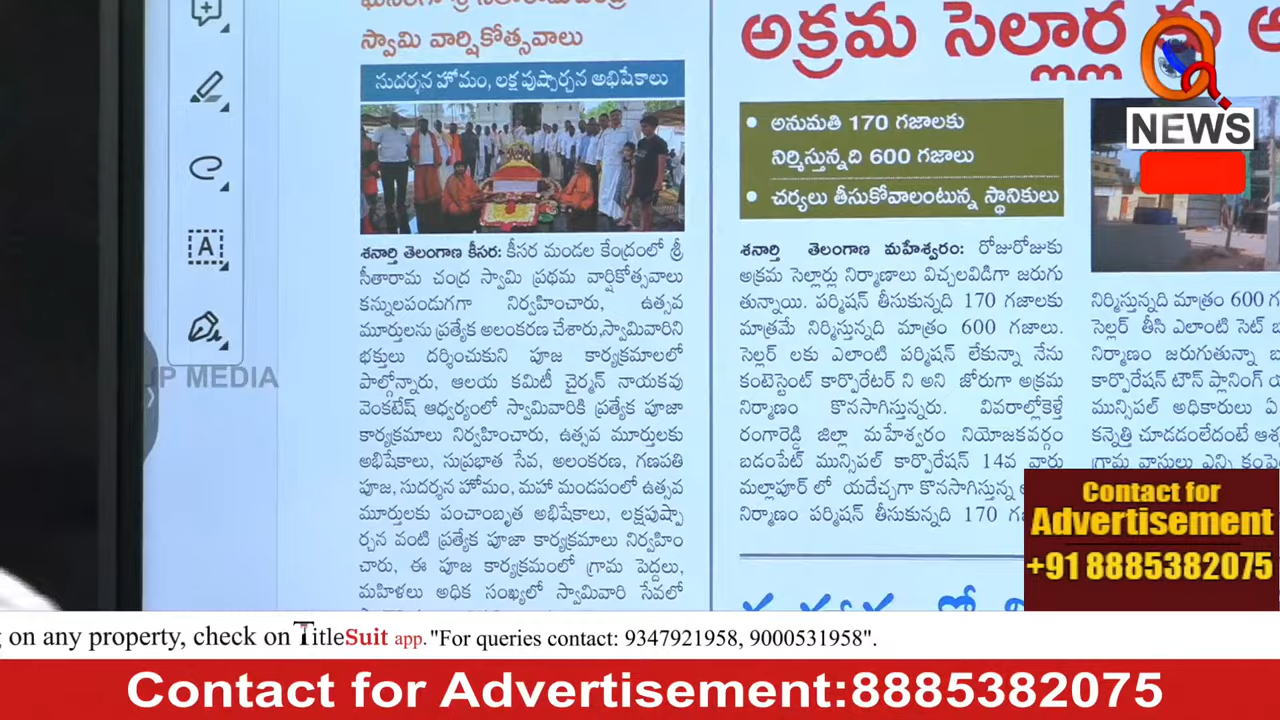 స్వామి వార్షికోత్సవాలు
సుదర్శన హోమం, లక్ష పుష్పార్చన అభిషేకాలు
శనార్తి తెలంగాణ కీసర: కీసర మండల కేంద్రంలో శ్రీ
సీతారామ చంద్ర స్వామి ప్రథమ వార్షికోత్సవాలు
కన్నులపండుగగా నిర్వహించారు, ఉత్సవ
మూర్తులను ప్రత్యేక అలంకరణ చేశారు,స్వామివారిని
భక్తులు దర్శించుకుని పూజ కార్యక్రమాలలో
పాల్గోన్నారు, ఆలయ కమిటీ చైర్మన్ నాయకపు
వెంకటేష్ ఆధ్వర్యంలో స్వామివారికి ప్రత్యేక పూజా
కార్యక్రమాలు నిర్వహించారు, ఉత్సవ మూర్తులకు
అభిషేకాలు, సుప్రభాత సేవ, అలంకరణ, గణపతి
పూజ, సుదర్శన హోమం, మహా మండపంలో ఉత్సవ
మూర్తులకు పంచాంబృత అభిషేకాలు, లక్షపుష్పా
ర్చన వంటి ప్రత్యేక పూజా కార్యక్రమాలు నిర్వహిం
చారు, ఈ పూజ కార్యక్రమంలో గ్రామ పెద్దలు,
మహిళలు అధిక సంఖ్యలో స్వామివారి సేవలో
అక్రమ సెల్లార్ల
• అనుమతి 170 గజాలకు
నిర్మిస్తున్నది 600 గజాలు
• చర్యలు తీసుకోవాలంటున్న స్థానికులు
శనార్తి తెలంగాణ మహేశ్వరం: రోజురోజుకు
అక్రమ సెల్లార్లు నిర్మాణాలు విచ్చలవిడిగా జరుగు
తున్నాయి. పర్మిషన్ తీసుకున్నది 170 గజాలకు
మాత్రమే నిర్మిస్తున్నది మాత్రం 600 గజాలు.
సెల్లర్ లకు ఎలాంటి పర్మిషన్ లేకున్నా నేను
కంటెస్టెంట్ కార్పొరేటర్ ని అని జోరుగా అక్రమ
నిర్మాణం కొనసాగిస్తున్నరు. వివరాల్లోకెళ్తే
రంగారెడ్డి జిల్లా మహేశ్వరం నియోజకవర్గం
బడంపేట్ మున్సిపల్ కార్పొరేషన్ 14వ వార్డు
మల్లాపూర్ లో యదేచ్ఛగా కొనసాగిస్తున్న
నిర్మాణం పర్మిషన్ తీసుకున్నది 170
నిర్మిస్తున్నది మాత్రం 600
సెల్లర్ తీసి ఎలాంటి సెట్
నిర్మాణం జరుగుతున్నా
కార్పొరేషన్ టౌన్ ప్లానింగ్
మున్సిపల్ అధికారులు
కన్నెత్తి చూడడంలేదంటే
గ్రామ వాసులు ఎన్ని
NEWS
JP MEDIA
Contact for
Advertisement
+91 8885382075
on any property, check on TitleSuit app. "For queries contact: 9347921958, 9000531958".
Contact for Advertisement:8885382075